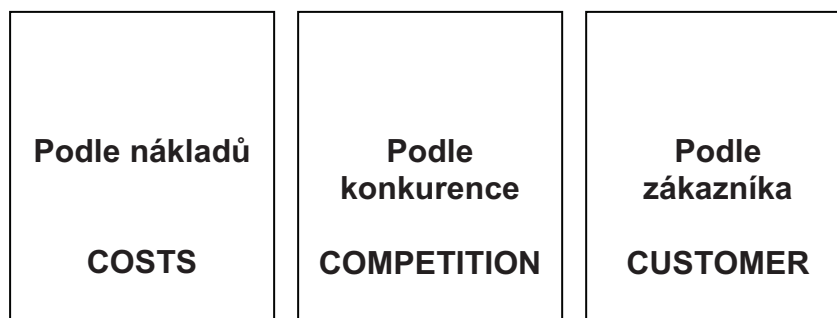 Podle nákladů
COSTS
Podle
konkurence
COMPETITION
Podle
zákazníka
CUSTOMER